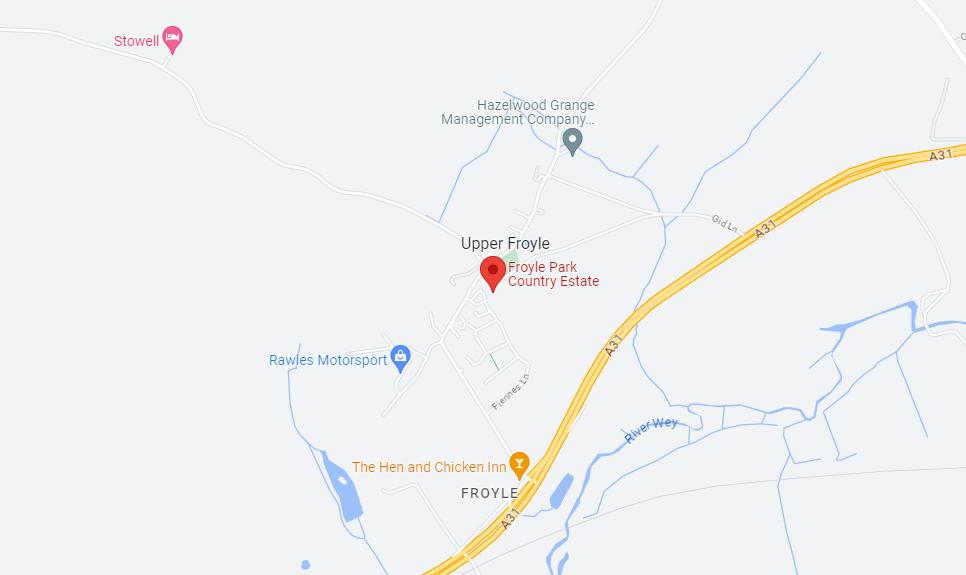 Stowell
Hazelwood Grange
Management Company...
A31
Gid Ln
A31
Upper Froyle
Froyle Park
Country Estate
A31
Rawles Motorsport
Fiennes Ln
River Wey
The Hen and Chicken Inn
FROYLE
A31